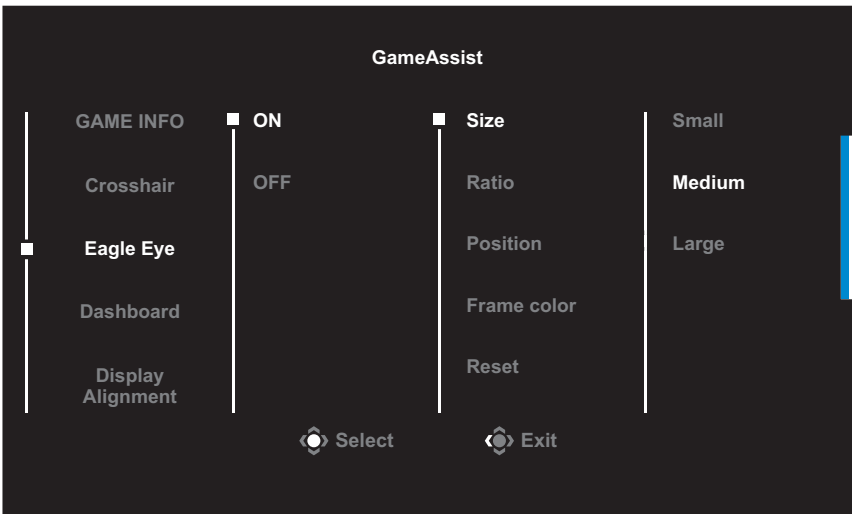 GameAssist
GAME INFO
Crosshair
Eagle Eye
Dashboard
Display
Alignment
ON
OFF
Size
Ratio
Position
Frame color
Reset
Small
Medium
Large
Select
Exit